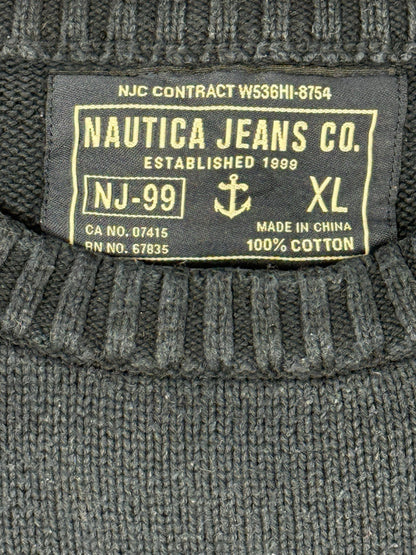 NJC CONTRACT W536HI-8754
NAUTICA JEANS CO.
ESTABLISHED 1999
NJ-99
XL
CA NO. 07415
MADE IN CHINA
RN NO. 67835
100% COTTON